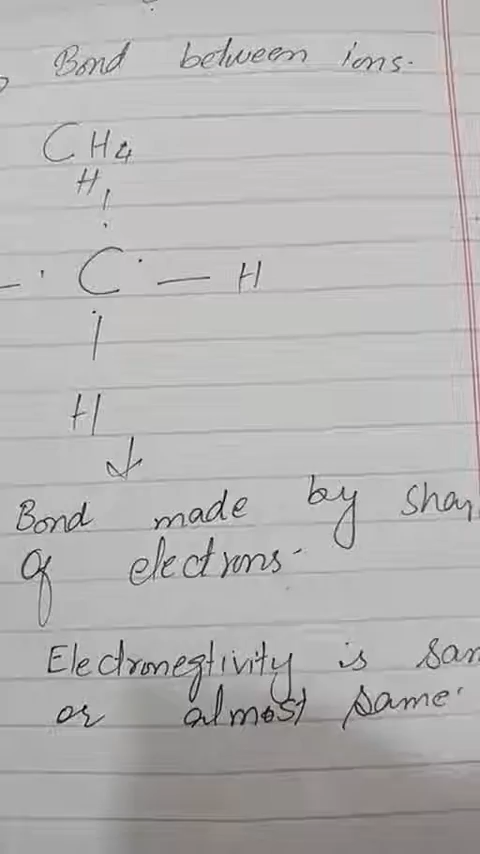 Bond between ions.
CH4
H
C — H
H
Bond made by
of electrons.
Electronegtivity is
or almost same.